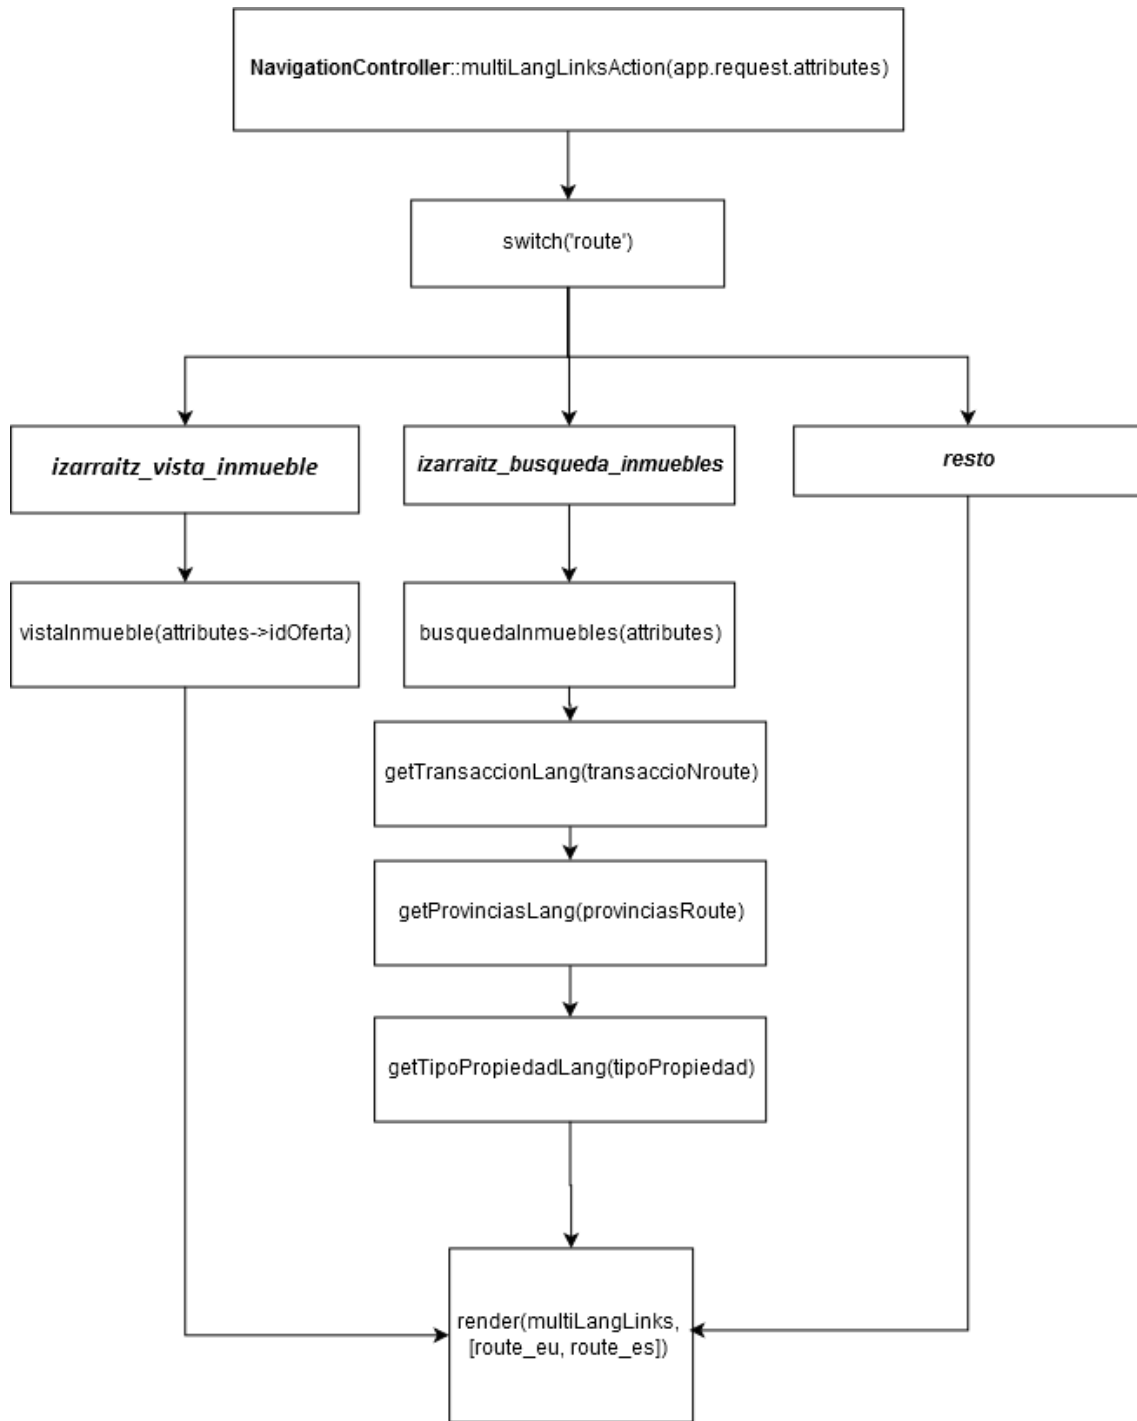 NavigationController::multiLangLinksAction(app.request.attributes)
switch('route')
izarraitz_vista_inmueble
izarraitz_busqueda_inmuebles
resto
vistaInmueble(attributes->idOferta)
busquedaInmuebles(attributes)
getTransaccionLang(transaccioNroute)
getProvinciasLang(provinciasRoute)
getTipoPropiedadLang(tipoPropiedad)
render(multiLangLinks,
[route_eu, route_es])